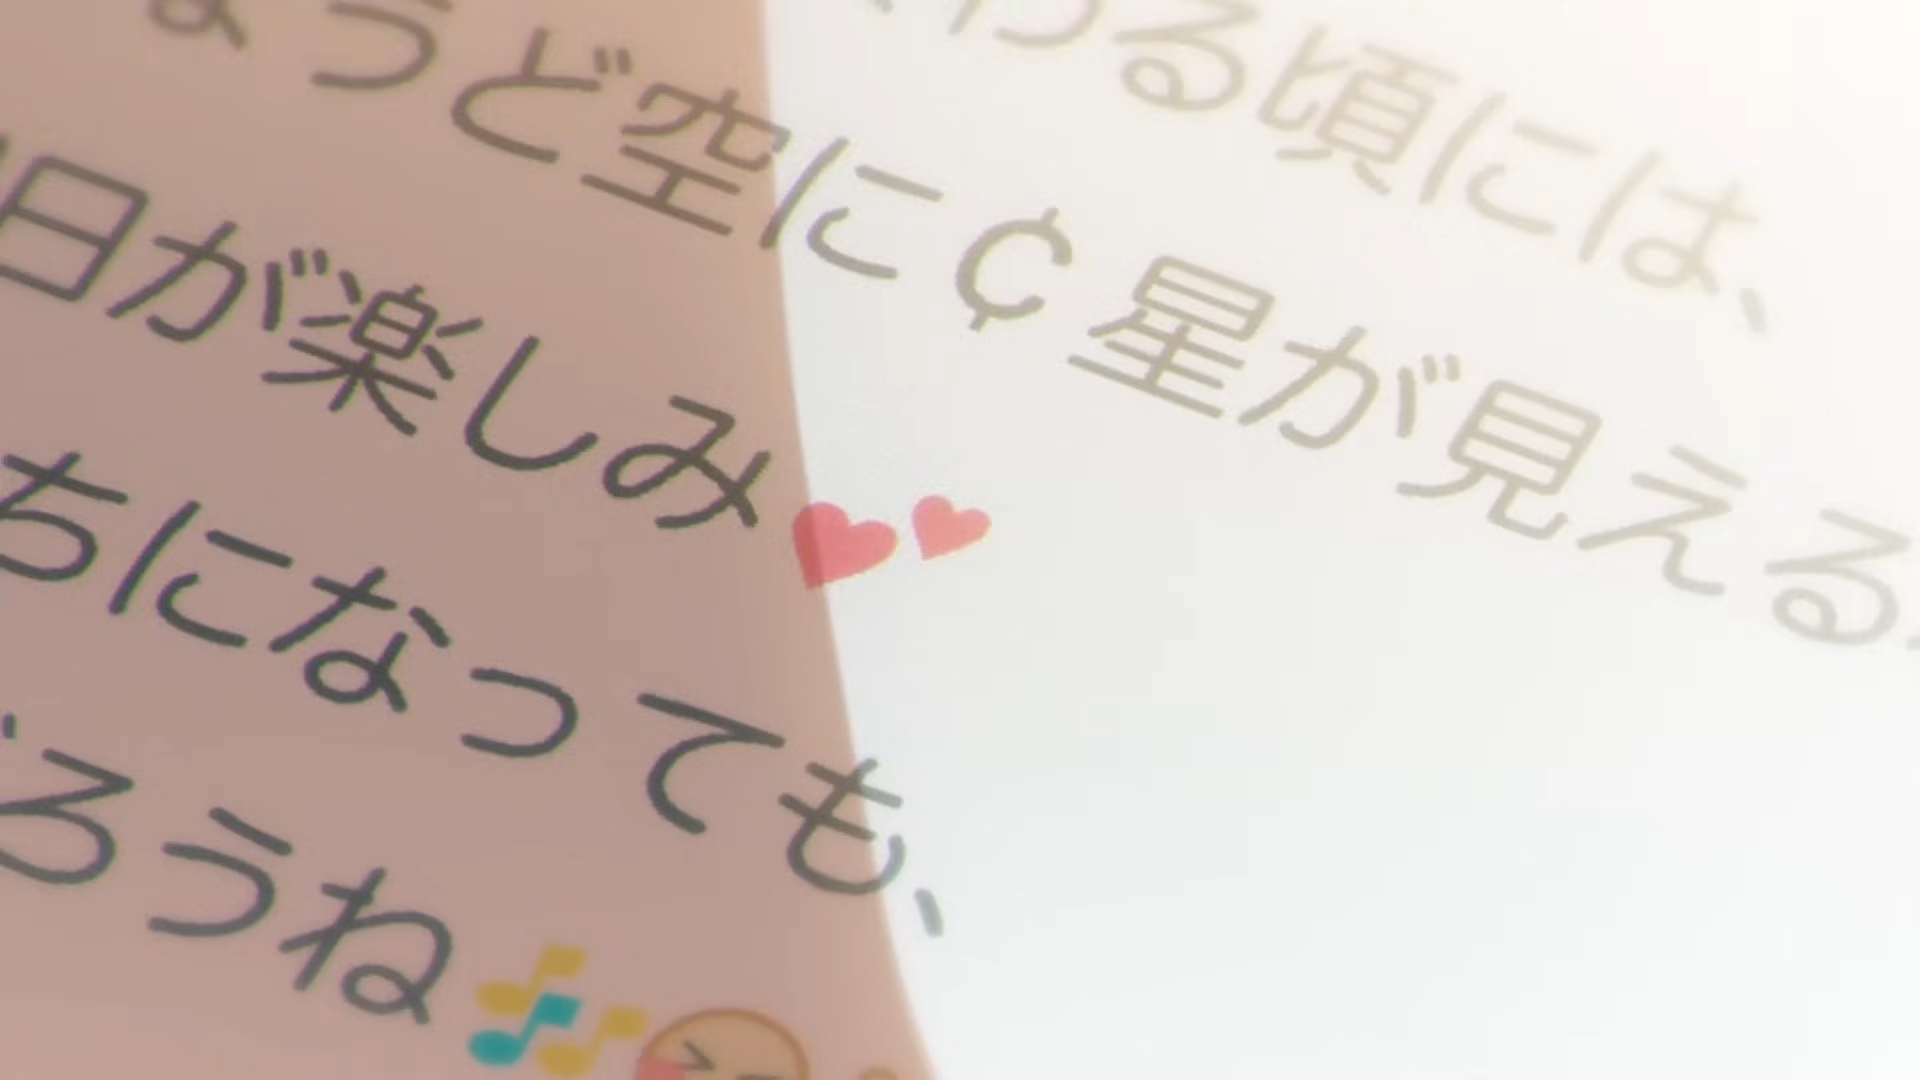 わる頃には、
ょうど空に￠星が見える
日が楽しみ♥♥
ちになっても、
ろうね🎶